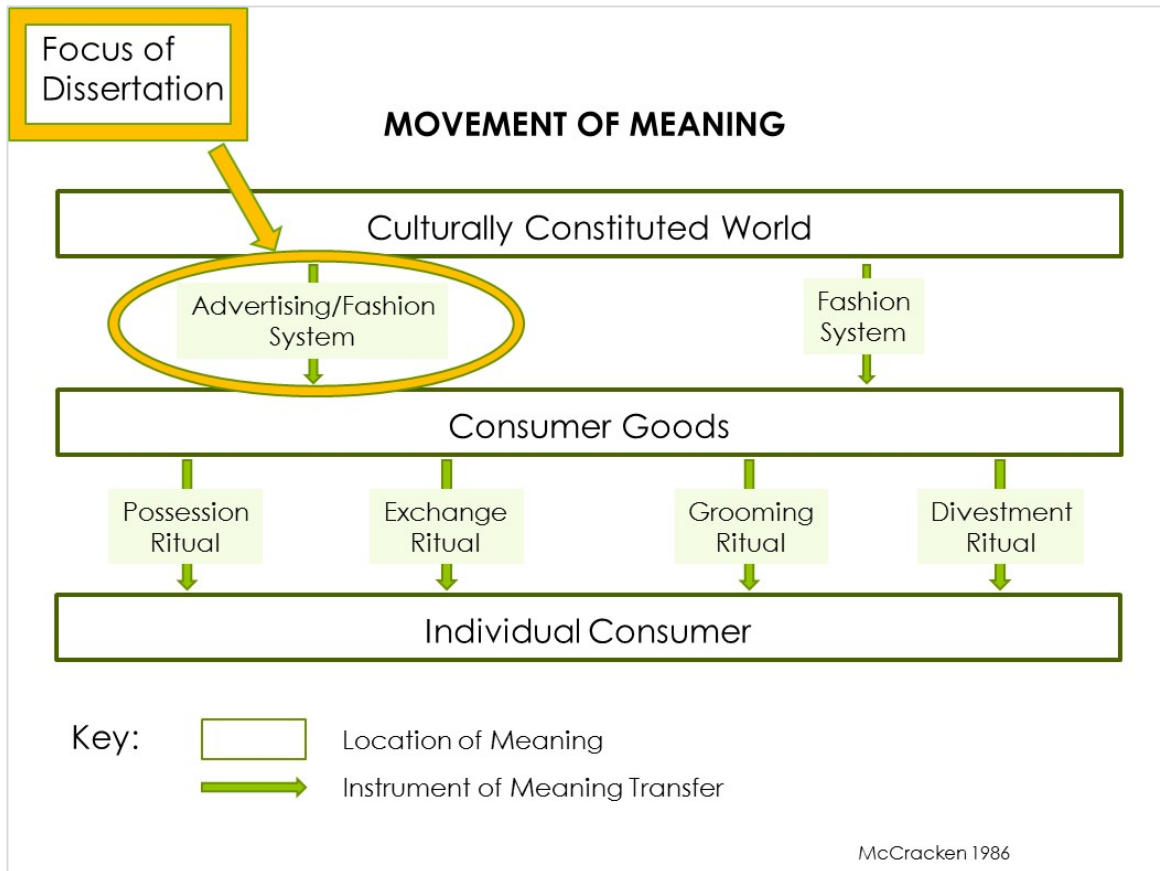 Focus of
Dissertation
MOVEMENT OF MEANING
Culturally Constituted World
Advertising/Fashion
System
Fashion
System
Consumer Goods
Possession
Ritual
Exchange
Ritual
Grooming
Ritual
Divestment
Ritual
Individual Consumer
Key:
Location of Meaning
Instrument of Meaning Transfer
McCracken 1986